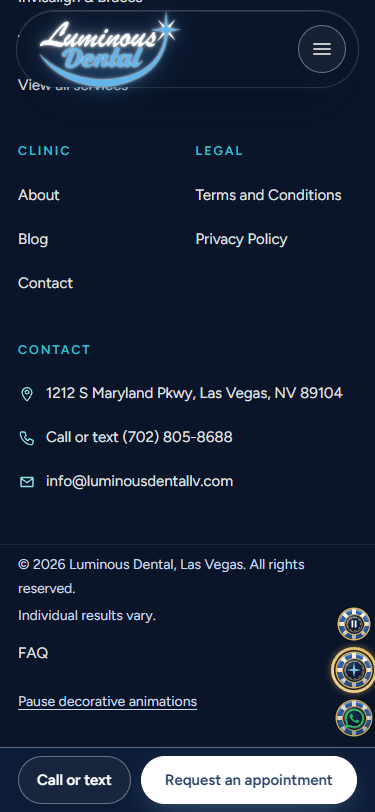 Invisalign & Braces
Luminous
Dental
View all services
CLINIC
LEGAL
About
Terms and Conditions
Blog
Privacy Policy
Contact
CONTACT
1212 S Maryland Pkwy, Las Vegas, NV 89104
Call or text (702) 805-8688
info@luminousdentallv.com
© 2026 Luminous Dental, Las Vegas. All rights
reserved.
Individual results vary.
FAQ
Pause decorative animations
Call or text
Request an appointment